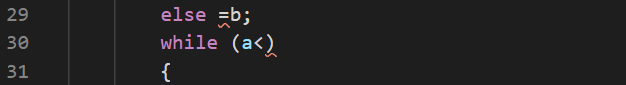 29 else =b;
30 while (a<)
31 {